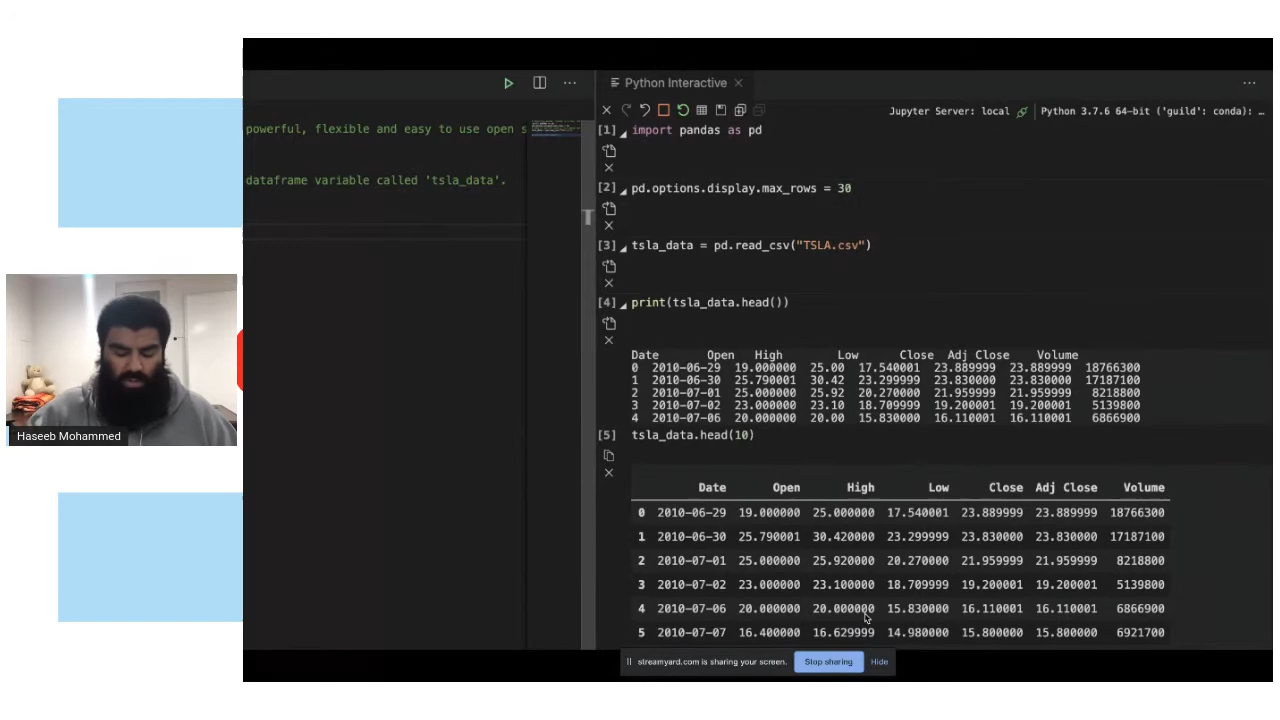 powerful, flexible and easy to use open s
dataframe variable called 'tsla_data'.
T
Haseeb Mohammed
Python Interactive
Jupyter Server: local Python 3.7.6 64-bit ('guild': conda): …
[1] import pandas as pd
[2] pd.options.display.max_rows = 30
[3] tsla_data = pd.read_csv("TSLA.csv")
[4] print(tsla_data.head())
Date Open High Low Close Adj Close Volume
0 2010-06-29 19.000000 25.00 17.540001 23.889999 23.889999 18766300
1 2010-06-30 25.790001 30.42 23.299999 23.830000 23.830000 17187100
2 2010-07-01 25.000000 25.92 20.270000 21.959999 21.959999 8218800
3 2010-07-02 23.000000 23.10 18.709999 19.200001 19.200001 5139800
4 2010-07-06 20.000000 20.00 15.830000 16.110001 16.110001 6866900
[5] tsla_data.head(10)
Date Open High Low Close Adj Close Volume
0 2010-06-29 19.000000 25.000000 17.540001 23.889999 23.889999 18766300
1 2010-06-30 25.790001 30.420000 23.299999 23.830000 23.830000 17187100
2 2010-07-01 25.000000 25.920000 20.270000 21.959999 21.959999 8218800
3 2010-07-02 23.000000 23.100000 18.709999 19.200001 19.200001 5139800
4 2010-07-06 20.000000 20.000000 15.830000 16.110001 16.110001 6866900
5 2010-07-07 16.400000 16.629999 14.980000 15.800000 15.800000 6921700
streamyard.com is sharing your screen. Stop sharing Hide